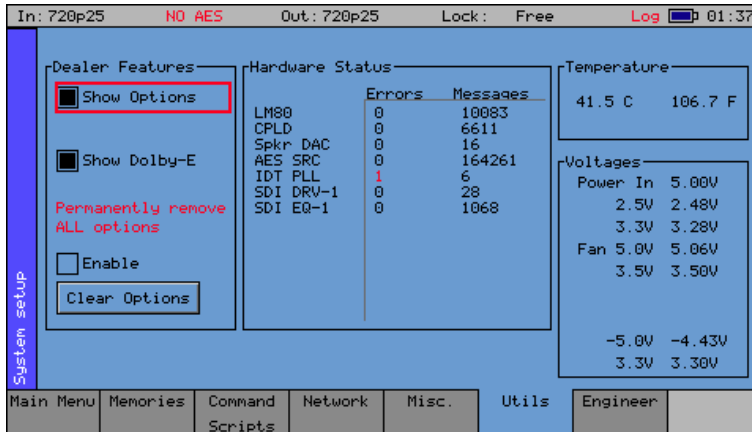 In: 720p25 NO AES Out: 720p25 Lock: Free Log 01:37
System setup
Dealer Features
Show Options
Show Dolby-E
Permanently remove
ALL options
Enable
Clear Options
Hardware Status
Errors Messages
LM80 0 10083
CPLD 0 6611
Spkr DAC 0 16
AES SRC 0 164261
IDT PLL 1 6
SDI DRV-1 0 28
SDI EQ-1 0 1068
Temperature
41.5 C 106.7 F
Voltages
Power In 5.00V
2.5V 2.48V
3.3V 3.28V
Fan 5.0V 5.06V
3.5V 3.50V
-5.0V -4.43V
3.3V 3.30V
Main Menu Memories Command Scripts Network Misc. Utils Engineer